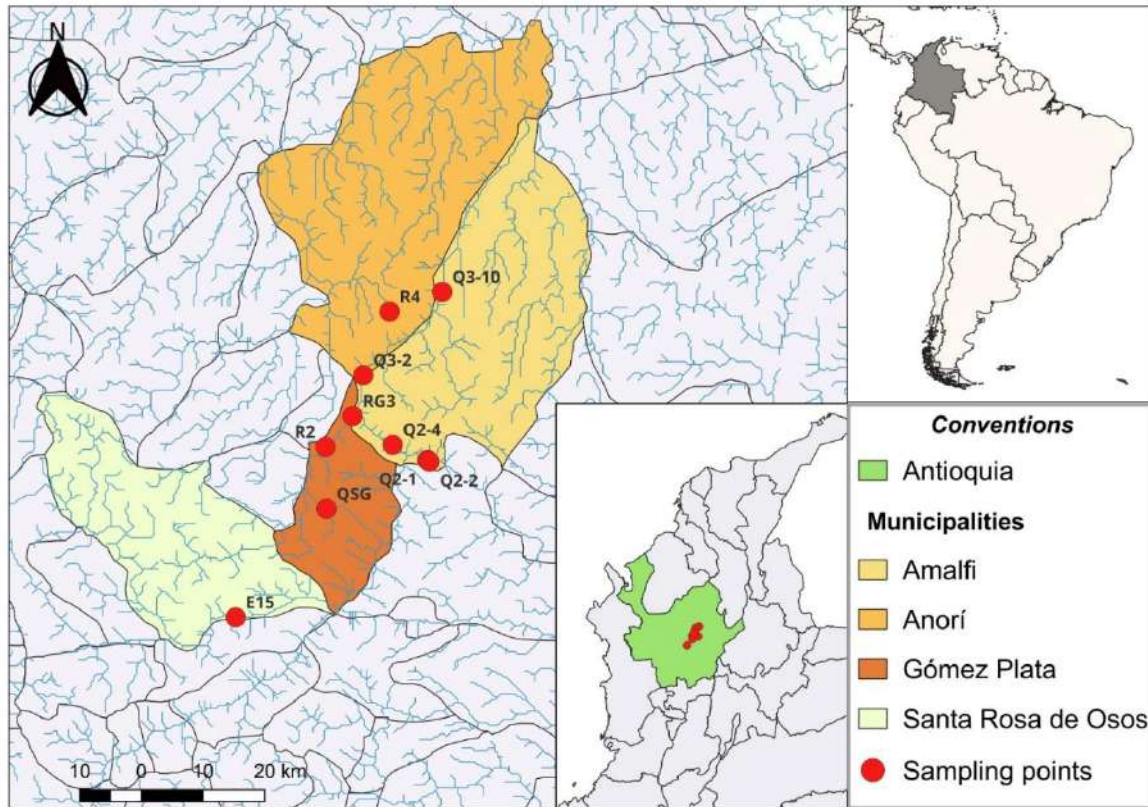 N
Q3-10
R4
Q3-2
RG3
R2
Q2-4
Q2-1
Q2-2
QSG
E15
10 0 10 20 km
Conventions
Antioquia
Municipalities
Amalfi
Anorí
Gómez Plata
Santa Rosa de Osos
Sampling points